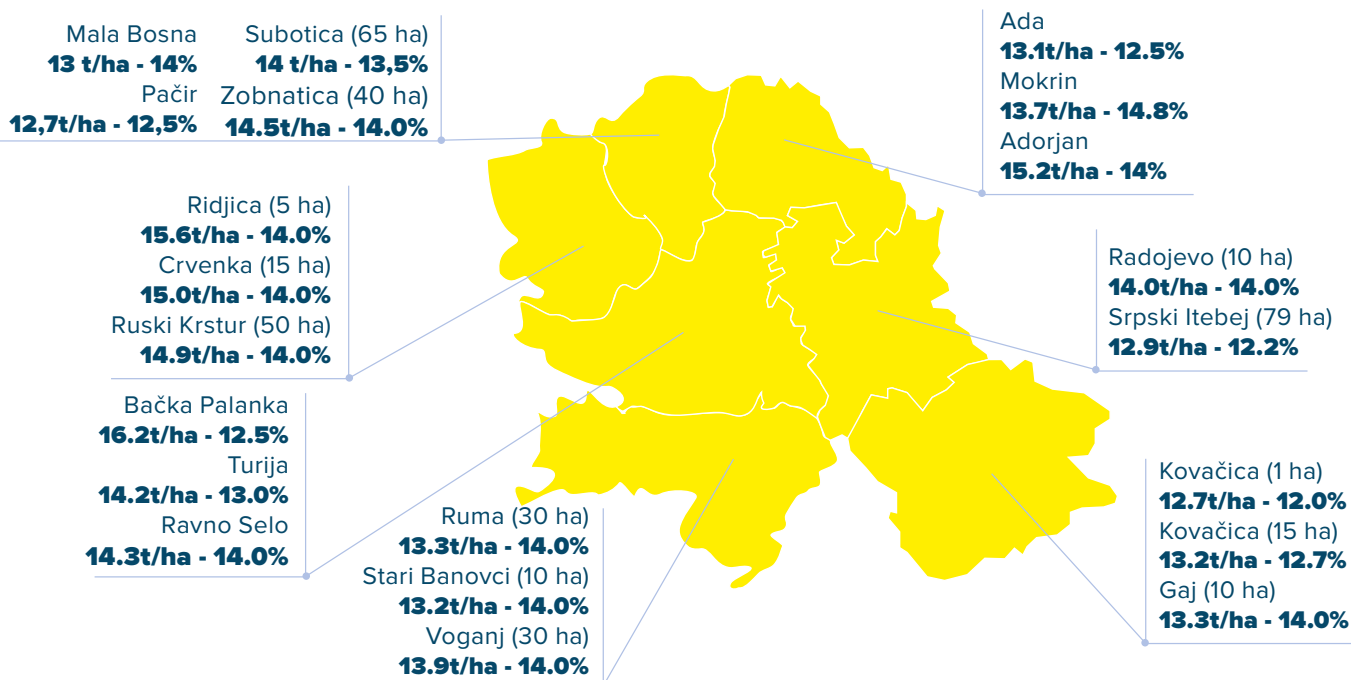 Mala Bosna
13 t/ha - 14%
Pačir
12,7t/ha - 12,5%
Subotica (65 ha)
14 t/ha - 13,5%
Zobnatica (40 ha)
14.5t/ha - 14.0%
Ada
13.1t/ha - 12.5%
Mokrin
13.7t/ha - 14.8%
Adorjan
15.2t/ha - 14%
Ridjica (5 ha)
15.6t/ha - 14.0%
Crvenka (15 ha)
15.0t/ha - 14.0%
Ruski Krstur (50 ha)
14.9t/ha - 14.0%
Radojevo (10 ha)
14.0t/ha - 14.0%
Srpski Itebej (79 ha)
12.9t/ha - 12.2%
Bačka Palanka
16.2t/ha - 12.5%
Turija
14.2t/ha - 13.0%
Ravno Selo
14.3t/ha - 14.0%
Ruma (30 ha)
13.3t/ha - 14.0%
Stari Banovci (10 ha)
13.2t/ha - 14.0%
Voganj (30 ha)
13.9t/ha - 14.0%
Kovačica (1 ha)
12.7t/ha - 12.0%
Kovačica (15 ha)
13.2t/ha - 12.7%
Gaj (10 ha)
13.3t/ha - 14.0%